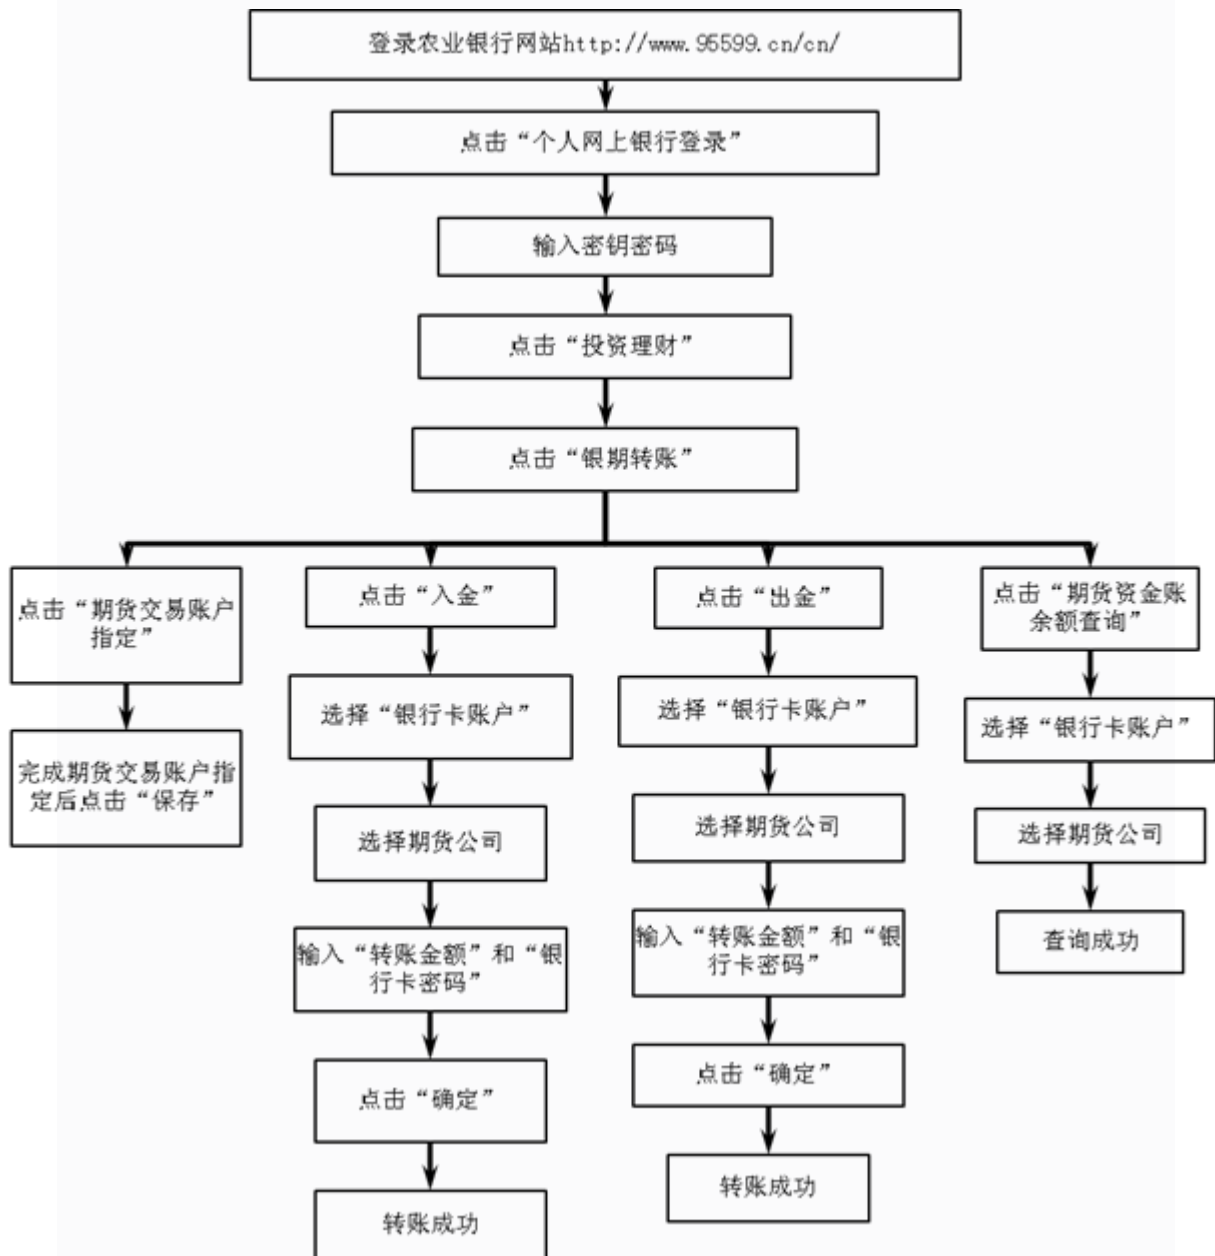 登录农业银行网站http://www.95599.cn/cn/
点击“个人网上银行登录”
输入密钥密码
点击“投资理财”
点击“银期转账”
点击“期货交易账户
指定”
完成期货交易账户指
定后点击“保存”
点击“入金”
选择“银行卡账户”
选择期货公司
输入“转账金额”和“银
行卡密码”
点击“确定”
转账成功
点击“出金”
选择“银行卡账户”
选择期货公司
输入“转账金额”和“银
行卡密码”
点击“确定”
转账成功
点击“期货资金账
余额查询”
选择“银行卡账户”
选择期货公司
查询成功